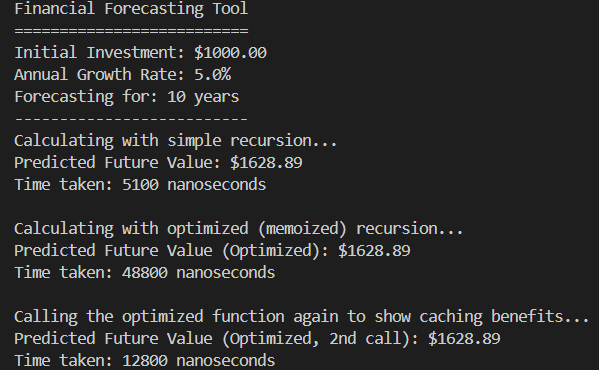 Financial Forecasting Tool
==========================
Initial Investment: $1000.00
Annual Growth Rate: 5.0%
Forecasting for: 10 years
--------------------------
Calculating with simple recursion...
Predicted Future Value: $1628.89
Time taken: 5100 nanoseconds

Calculating with optimized (memoized) recursion...
Predicted Future Value (Optimized): $1628.89
Time taken: 48800 nanoseconds

Calling the optimized function again to show caching benefits...
Predicted Future Value (Optimized, 2nd call): $1628.89
Time taken: 12800 nanoseconds